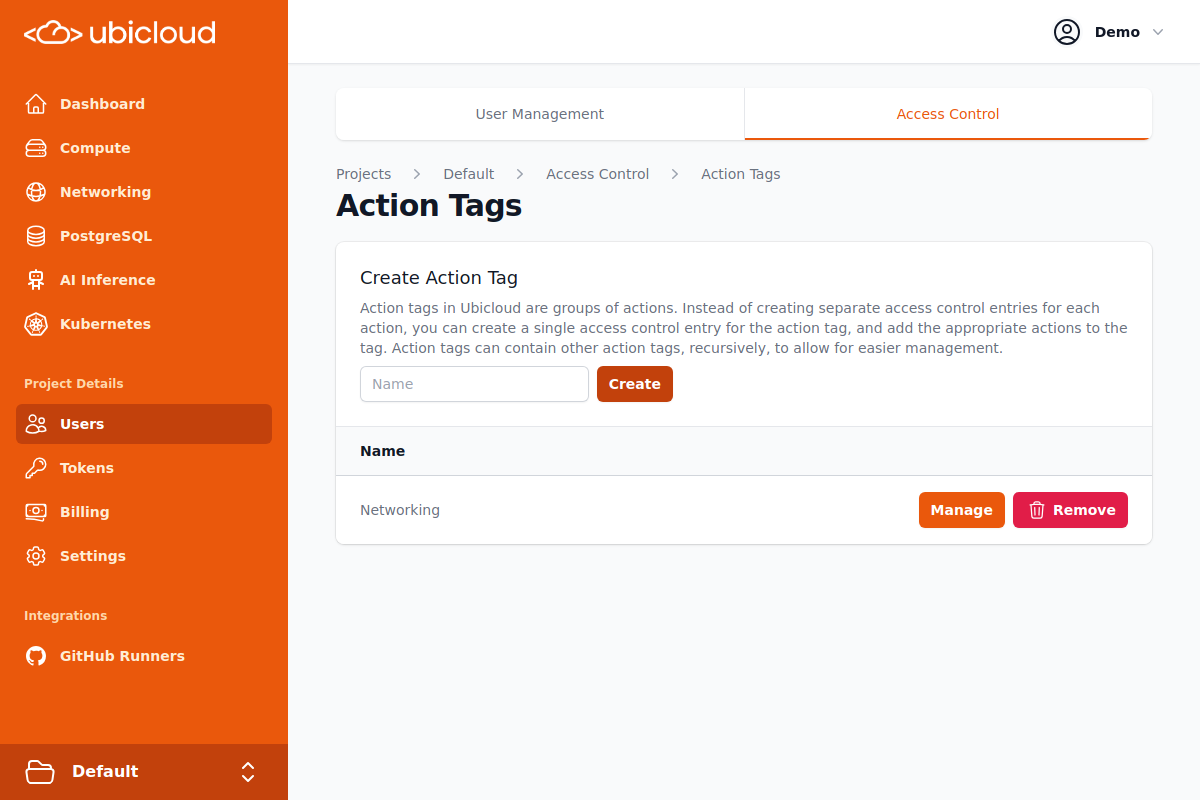 ubicloud
Demo
Dashboard
Compute
Networking
PostgreSQL
AI Inference
Kubernetes
Project Details
Users
Tokens
Billing
Settings
Integrations
GitHub Runners
Default
User Management
Access Control
Projects > Default > Access Control > Action Tags
Action Tags
Create Action Tag
Action tags in Ubicloud are groups of actions. Instead of creating separate access control entries for each
action, you can create a single access control entry for the action tag, and add the appropriate actions to the
tag. Action tags can contain other action tags, recursively, to allow for easier management.
Name
Create
Name
Networking
Manage
Remove